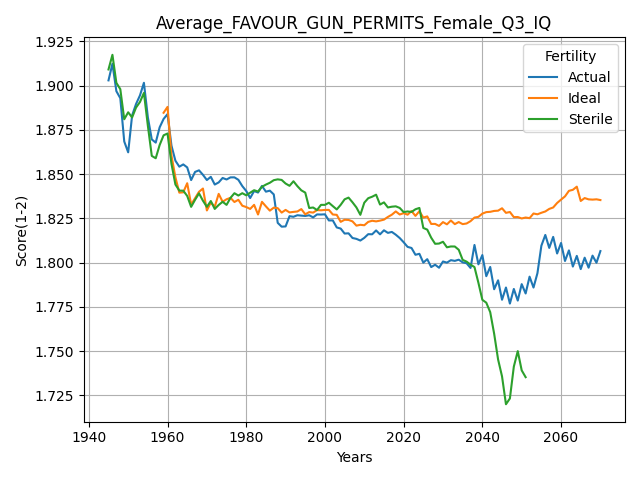 Average_FAVOUR_GUN_PERMITS_Female_Q3_IQ
Score(1-2)
1.925
1.900
1.875
1.850
1.825
1.800
1.775
1.750
1.725
Fertility
Actual
Ideal
Sterile
1940 1960 1980 2000 2020 2040 2060
Years